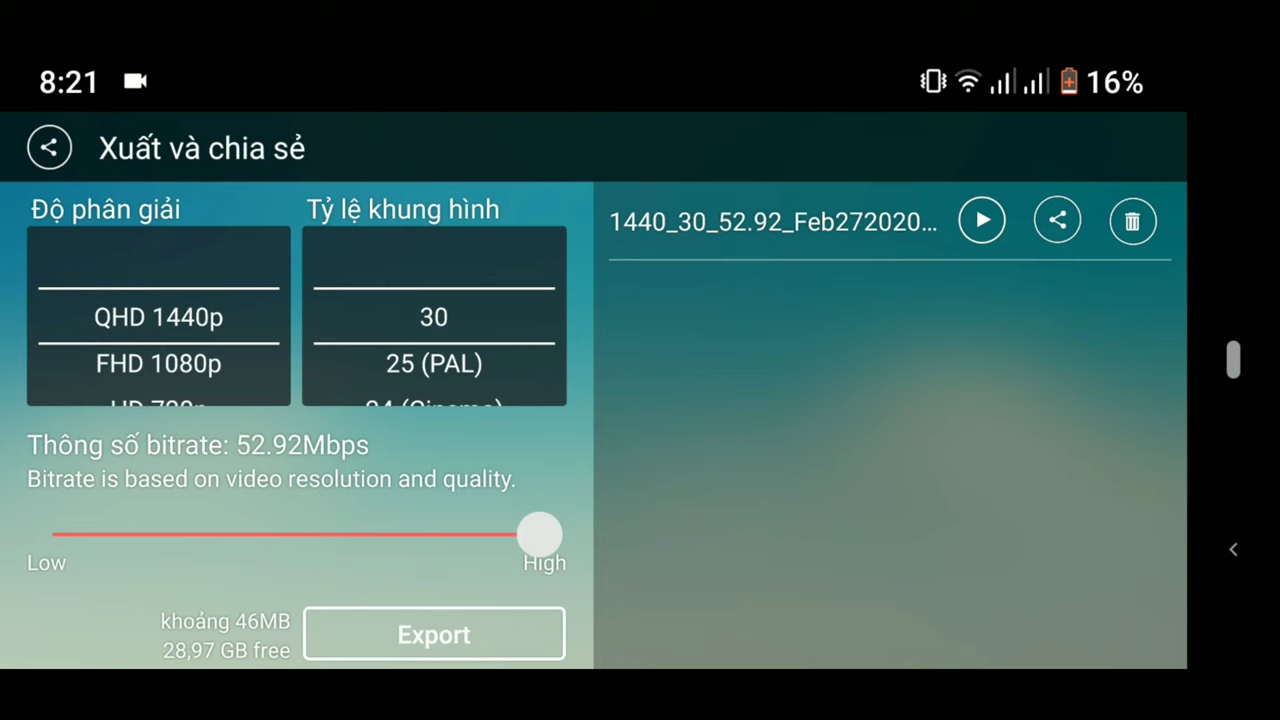 8:21
16%
Xuất và chia sẻ
Độ phân giải
Tỷ lệ khung hình
QHD 1440p
FHD 1080p
30
25 (PAL)
Thông số bitrate: 52.92Mbps
Bitrate is based on video resolution and quality.
Low
High
khoảng 46MB
28,97 GB free
Export
1440_30_52.92_Feb272020...